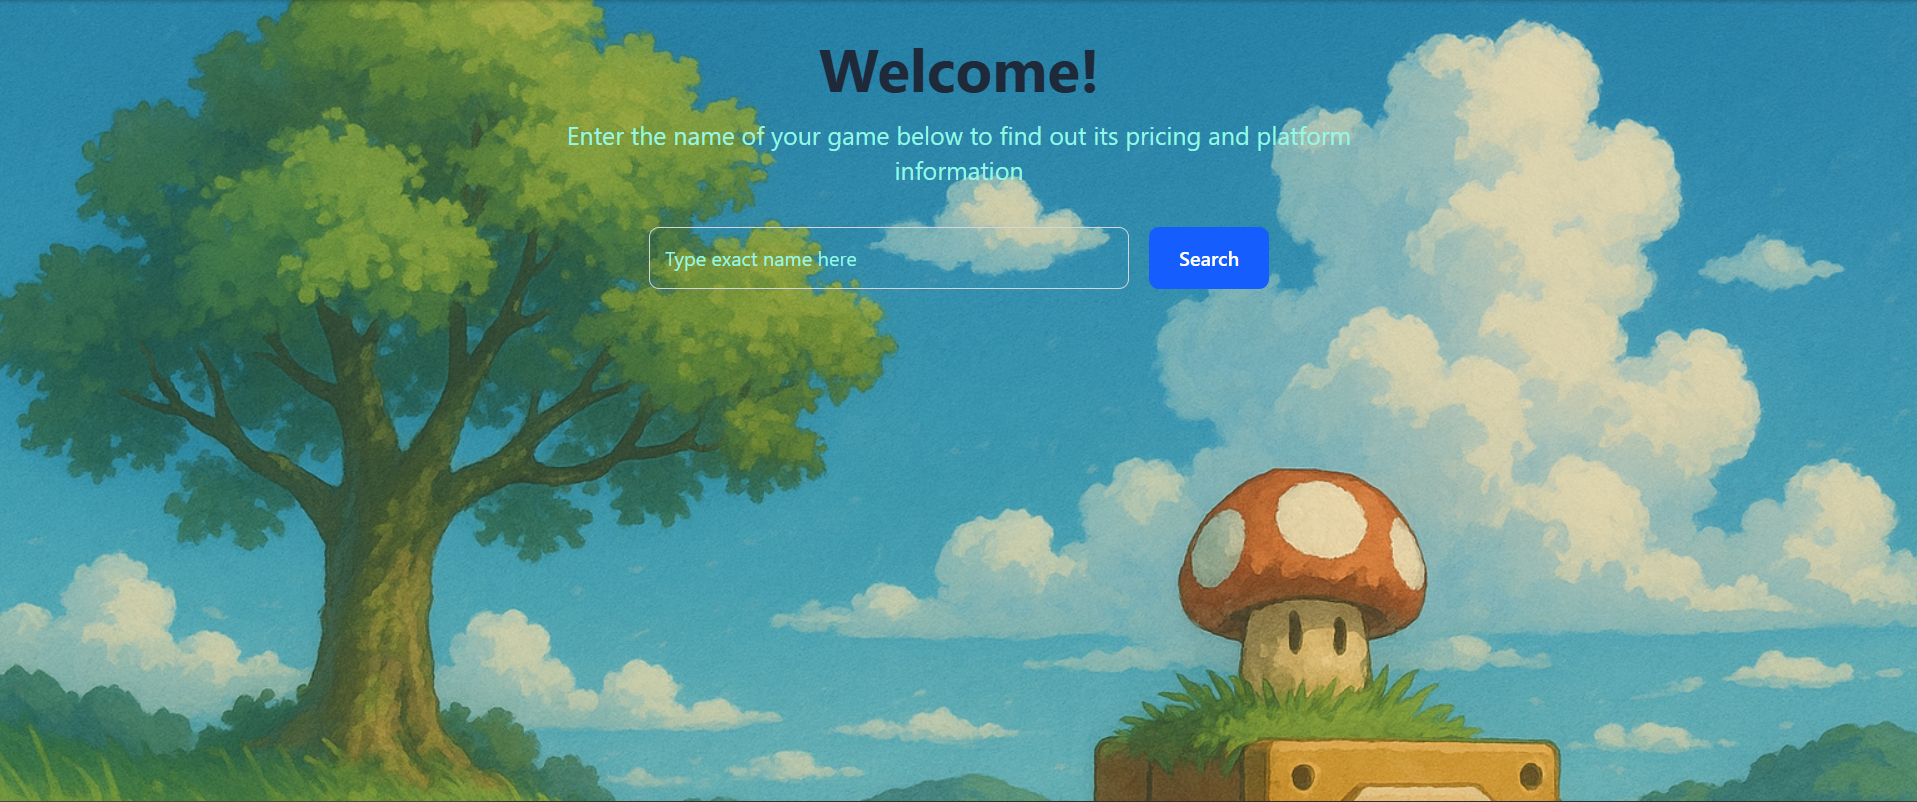 Welcome!
Enter the name of your game below to find out its pricing and platform
information
Type exact name here
Search